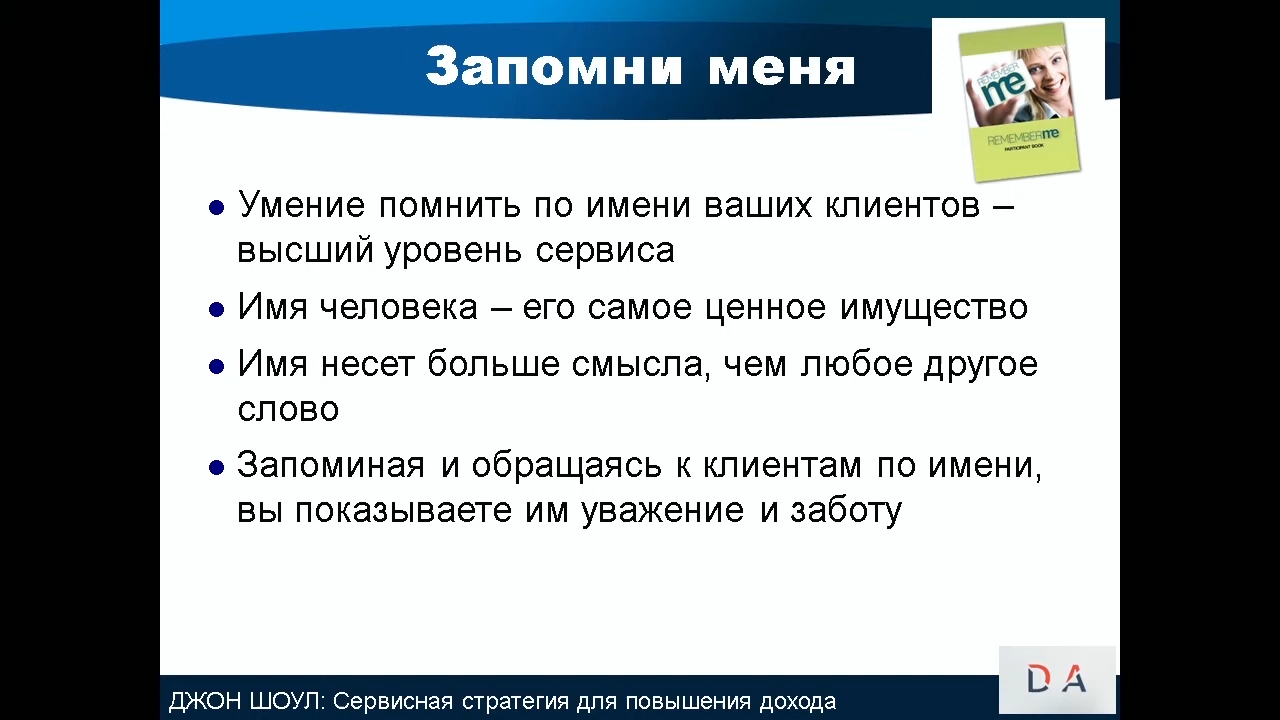 Запомни меня
REMEMBER
me
REMEMBERme
PARTICIPANT BOOK
● Умение помнить по имени ваших клиентов –
высший уровень сервиса
● Имя человека – его самое ценное имущество
● Имя несет больше смысла, чем любое другое
слово
● Запоминая и обращаясь к клиентам по имени,
вы показываете им уважение и заботу
DA
ДЖОН ШОУЛ: Сервисная стратегия для повышения дохода